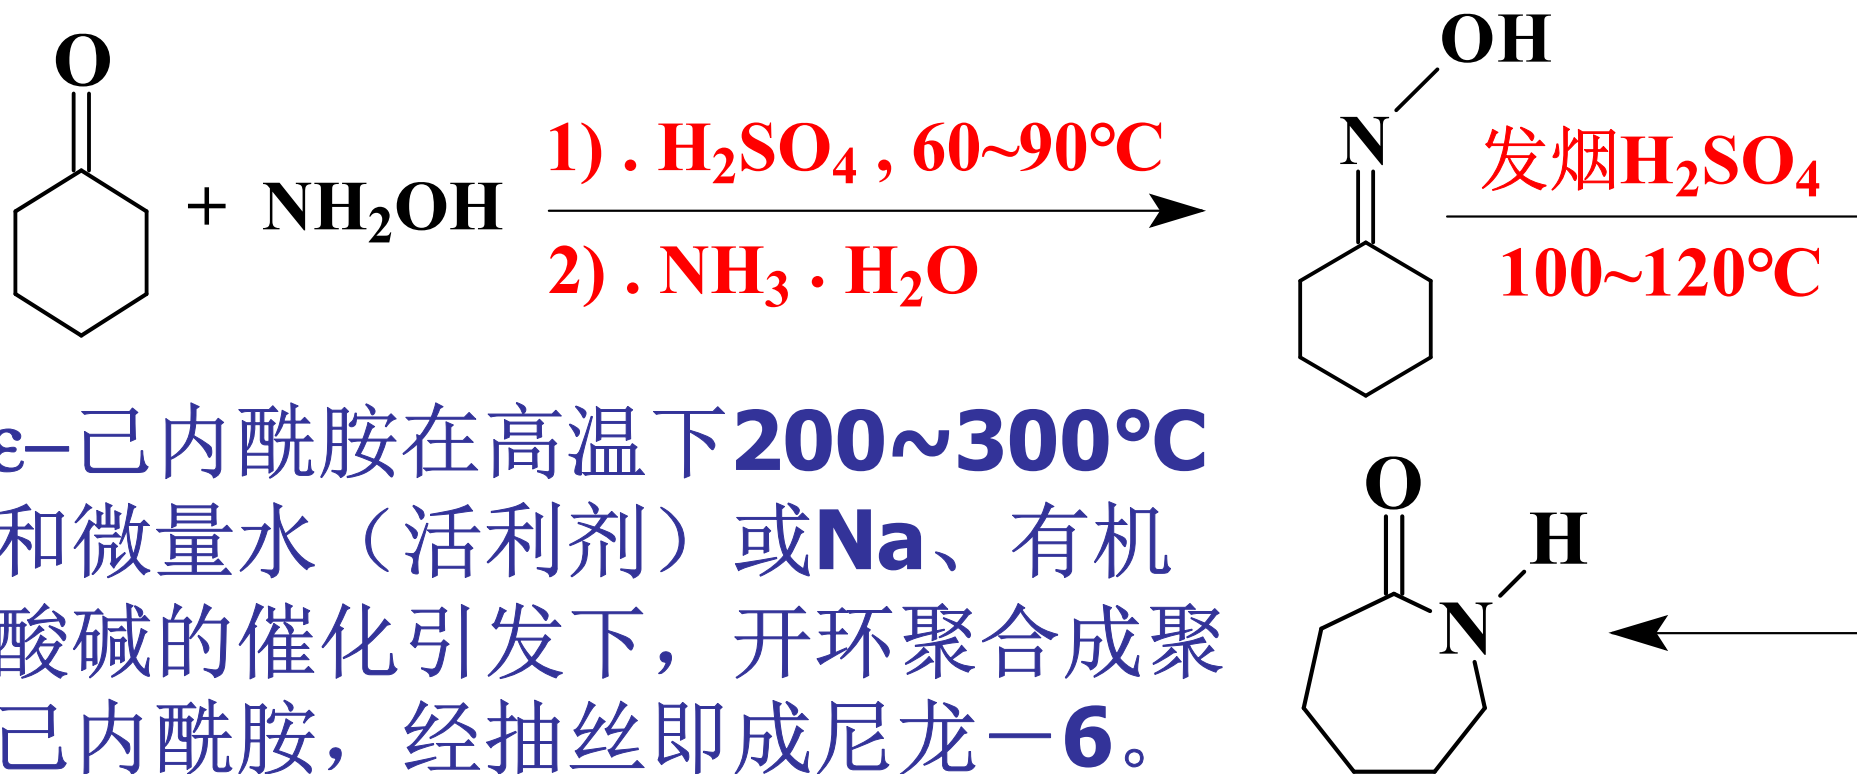 O
+ NH₂OH
1) . H₂SO₄ , 60~90℃
2) . NH₃ · H₂O
OH
N
发烟H₂SO₄
100~120℃
ε–己内酰胺在高温下200~300℃
和微量水（活利剂）或Na、有机
酸碱的催化引发下，开环聚合成聚
己内酰胺，经抽丝即成尼龙－6。
O
H
N